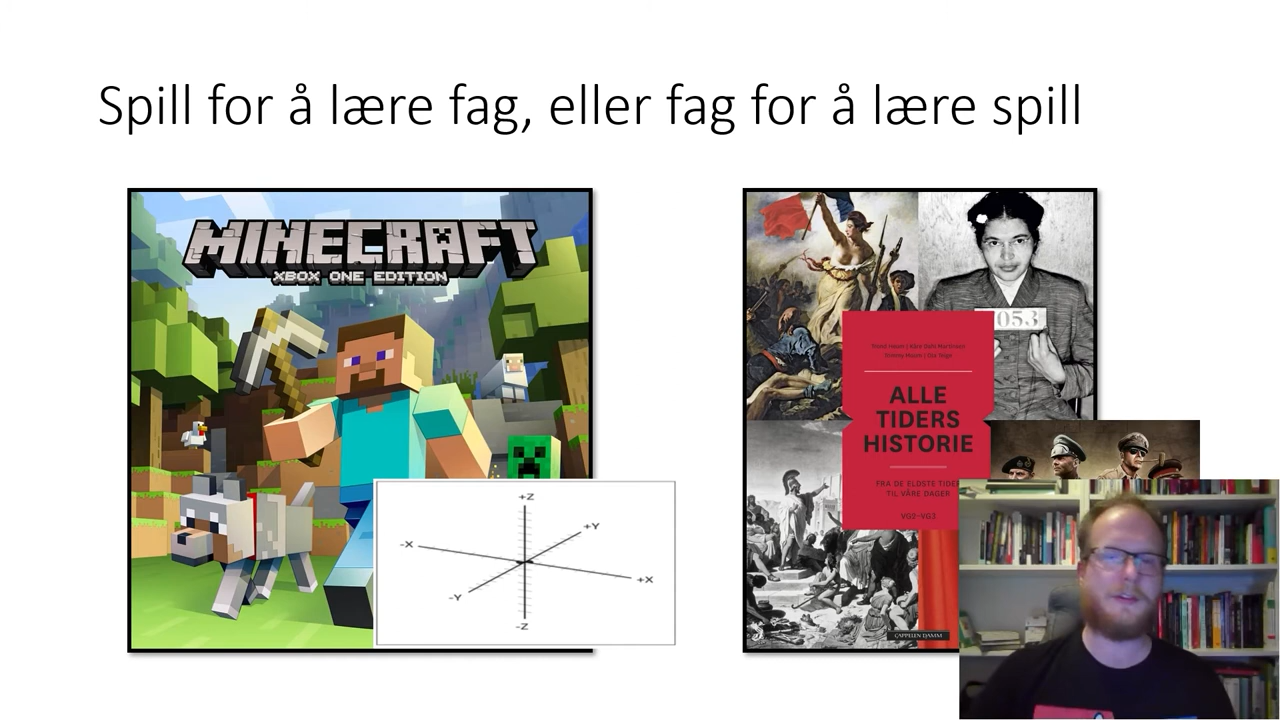 Spill for å lære fag, eller fag for å lære spill
MINECRAFT
XBOX ONE EDITION
+Z
+Y
-X
+X
-Y
-Z
7053
ALLE
TIDERS
HISTORIE
FRA DE ELDSTE TIDER
TIL VÅRE DAGER
VG2–VG3
CAPPELEN DAMM